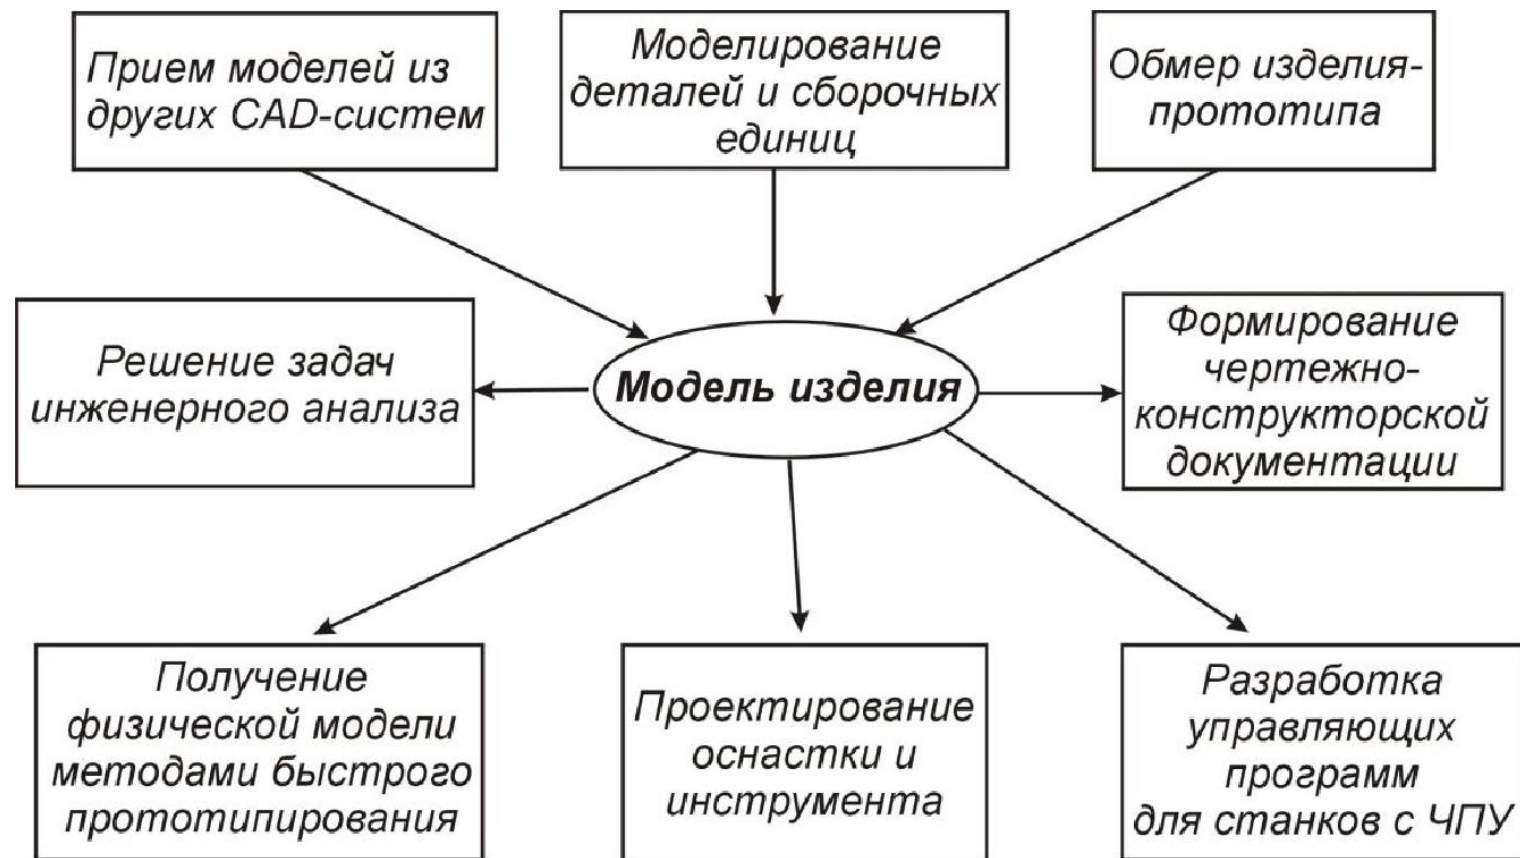 Прием моделей из
других CAD-систем
Моделирование
деталей и сборочных
единиц
Обмер изделия-
прототипа
Решение задач
инженерного анализа
Модель изделия
Формирование
чертежно-
конструкторской
документации
Получение
физической модели
методами быстрого
прототипирования
Проектирование
оснастки и
инструмента
Разработка
управляющих
программ
для станков с ЧПУ